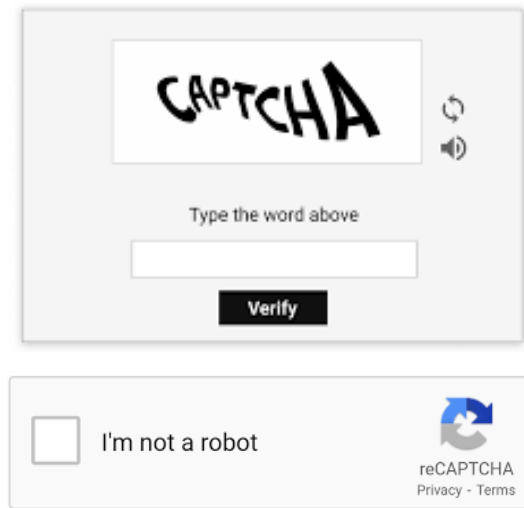 CAPTCHA
Type the word above
Verify
I'm not a robot
reCAPTCHA
Privacy - Terms